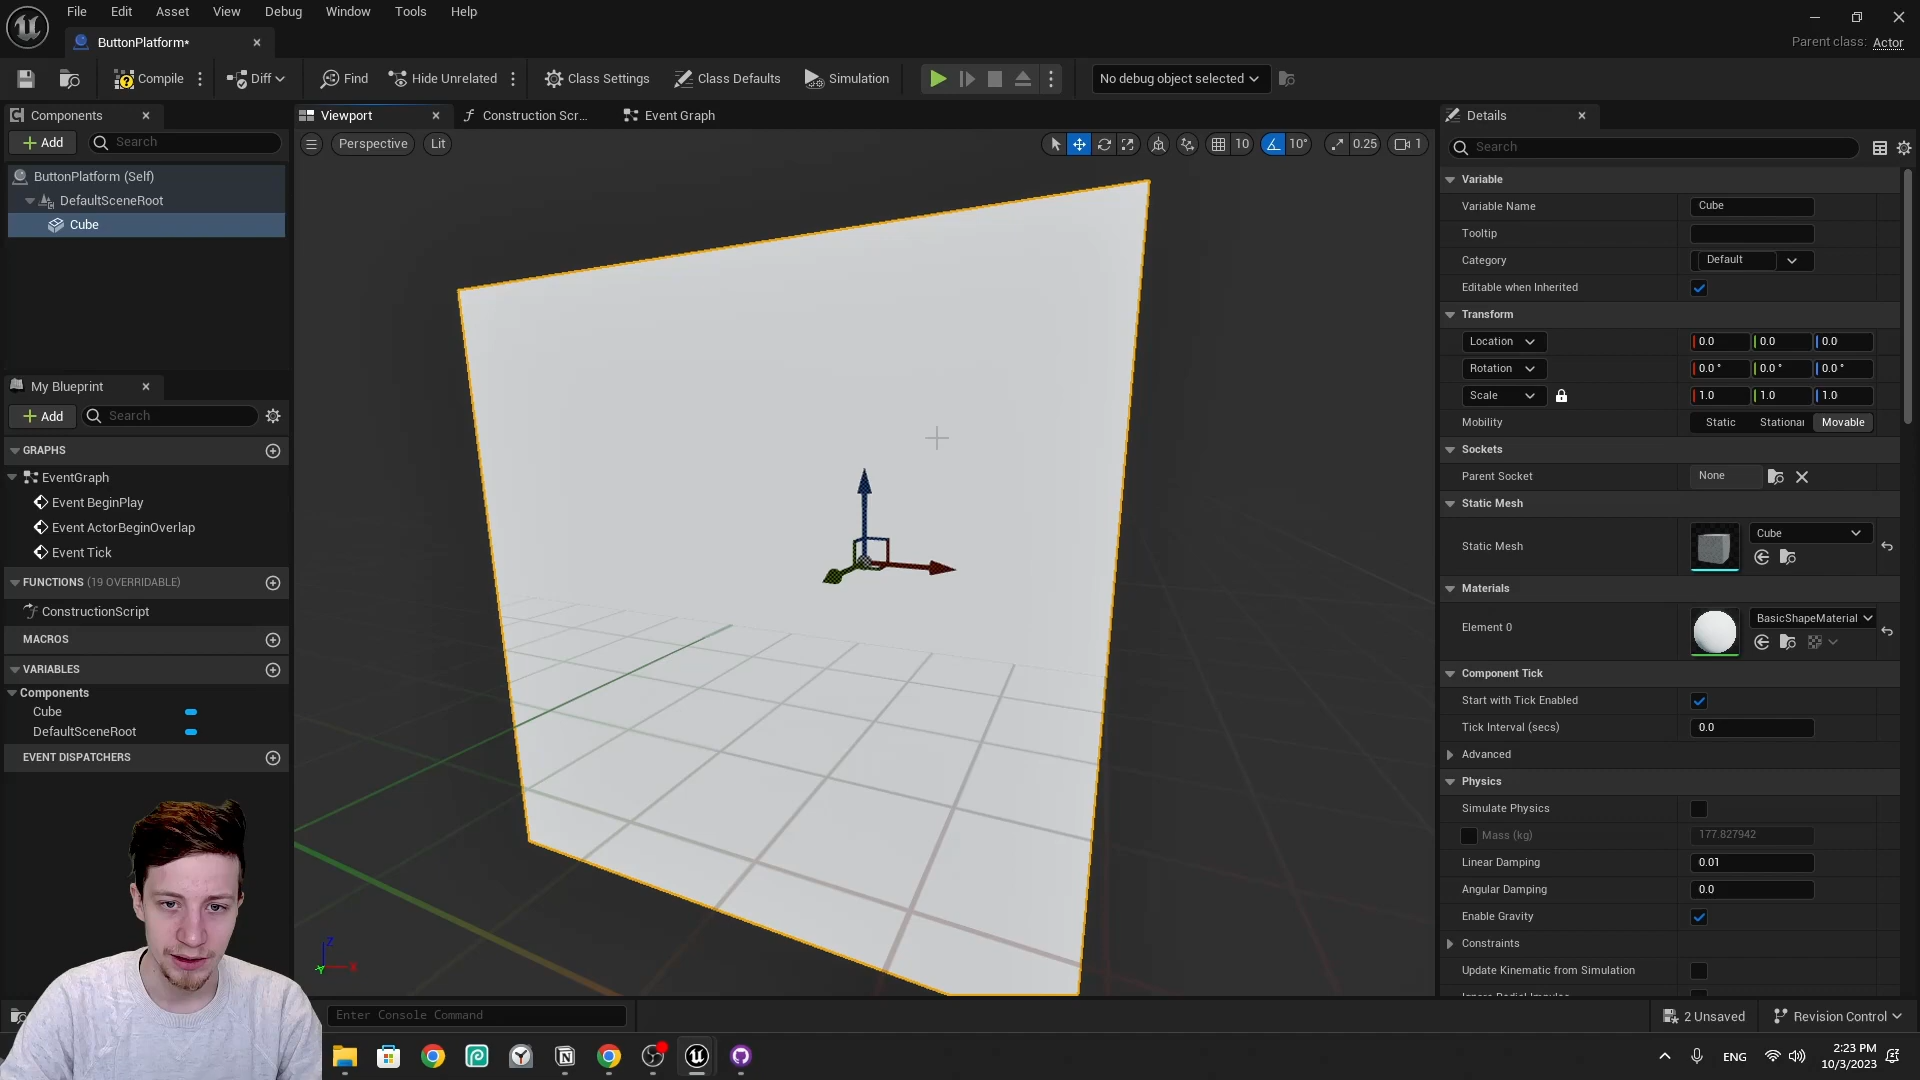 File Edit Asset View Debug Window Tools Help
ButtonPlatform*
Parent class: Actor
Compile Diff Find Hide Unrelated Class Settings Class Defaults Simulation No debug object selected
Components
Add Search
ButtonPlatform (Self)
DefaultSceneRoot
Cube
My Blueprint
Add Search
GRAPHS
EventGraph
Event BeginPlay
Event ActorBeginOverlap
Event Tick
FUNCTIONS (19 OVERRIDABLE)
ConstructionScript
MACROS
VARIABLES
Components
Cube
DefaultSceneRoot
EVENT DISPATCHERS
Viewport Construction Scr... Event Graph
Perspective Lit 10 10° 0.25 1
Z
X
Y
Enter Console Command
Details
Search
Variable
Variable Name Cube
Tooltip
Category Default
Editable when Inherited
Transform
Location 0.0 0.0 0.0
Rotation 0.0 ° 0.0 ° 0.0 °
Scale 1.0 1.0 1.0
Mobility Static Stationar Movable
Sockets
Parent Socket None
Static Mesh
Static Mesh Cube
Materials
Element 0 BasicShapeMaterial
Component Tick
Start with Tick Enabled
Tick Interval (secs) 0.0
Advanced
Physics
Simulate Physics
Mass (kg) 177.827942
Linear Damping 0.01
Angular Damping 0.0
Enable Gravity
Constraints
Update Kinematic from Simulation
Ignore Radial Impulse
2 Unsaved Revision Control
ENG
2:23 PM
10/3/2023